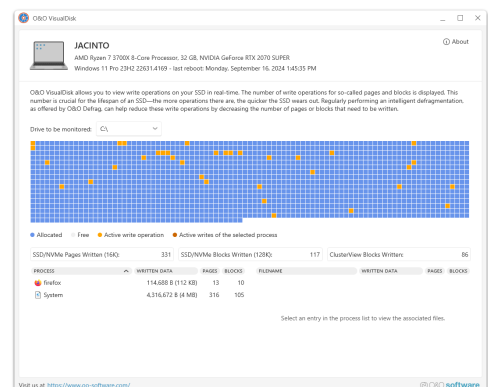 O&O VisualDisk
JACINTO
About
AMD Ryzen 7 3700X 8-Core Processor, 32 GB, NVIDIA GeForce RTX 2070 SUPER
Windows 11 Pro 23H2 22631.4169 - last reboot: Monday, September 16, 2024 1:45:35 PM
O&O VisualDisk allows you to view write operations on your SSD in real-time. The number of write operations for so-called pages and blocks is displayed. This
number is crucial for the lifespan of an SSD—the more operations there are, the quicker the SSD wears out. Regularly performing an intelligent defragmentation,
as offered by O&O Defrag, can help reduce these write operations by decreasing the number of pages or blocks that need to be written.
Drive to be monitored: C:\
Allocated Free Active write operation Active writes of the selected process
SSD/NVMe Pages Written (16K): 331 SSD/NVMe Blocks Written (128K): 117 ClusterView Blocks Written: 86
PROCESS WRITTEN DATA PAGES BLOCKS FILENAME WRITTEN DATA PAGES BLOCKS
firefox 114.688 B (112 KB) 13 10
System 4.316.672 B (4 MB) 316 105
Select an entry in the process list to view the associated files.
Visit us at https://www.oo-software.com/
O&O software